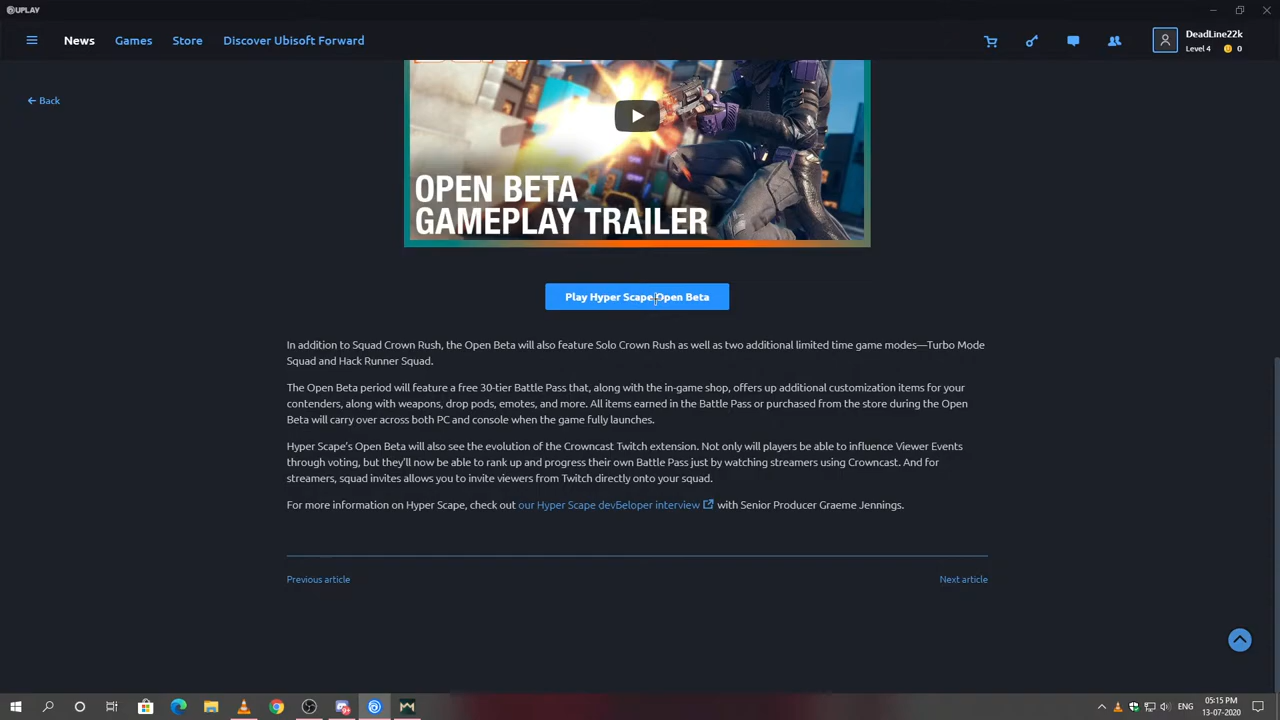 UPLAY
News Games Store Discover Ubisoft Forward
DeadLine22k
Level 4 0
Back
OPEN BETA
GAMEPLAY TRAILER
Play Hyper Scape Open Beta
In addition to Squad Crown Rush, the Open Beta will also feature Solo Crown Rush as well as two additional limited time game modes—Turbo Mode
Squad and Hack Runner Squad.
The Open Beta period will feature a free 30-tier Battle Pass that, along with the in-game shop, offers up additional customization items for your
contenders, along with weapons, drop pods, emotes, and more. All items earned in the Battle Pass or purchased from the store during the Open
Beta will carry over across both PC and console when the game fully launches.
Hyper Scape's Open Beta will also see the evolution of the Crowncast Twitch extension. Not only will players be able to influence Viewer Events
through voting, but they'll now be able to rank up and progress their own Battle Pass just by watching streamers using Crowncast. And for
streamers, squad invites allows you to invite viewers from Twitch directly onto your squad.
For more information on Hyper Scape, check out our Hyper Scape devБeloper interview with Senior Producer Graeme Jennings.
Previous article
Next article
ENG
05:15 PM
13-07-2020